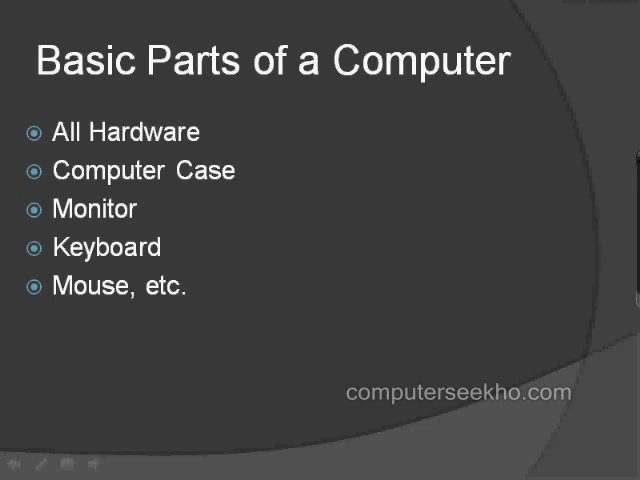 Basic Parts of a Computer
All Hardware
Computer Case
Monitor
Keyboard
Mouse, etc.
computerseekho.com